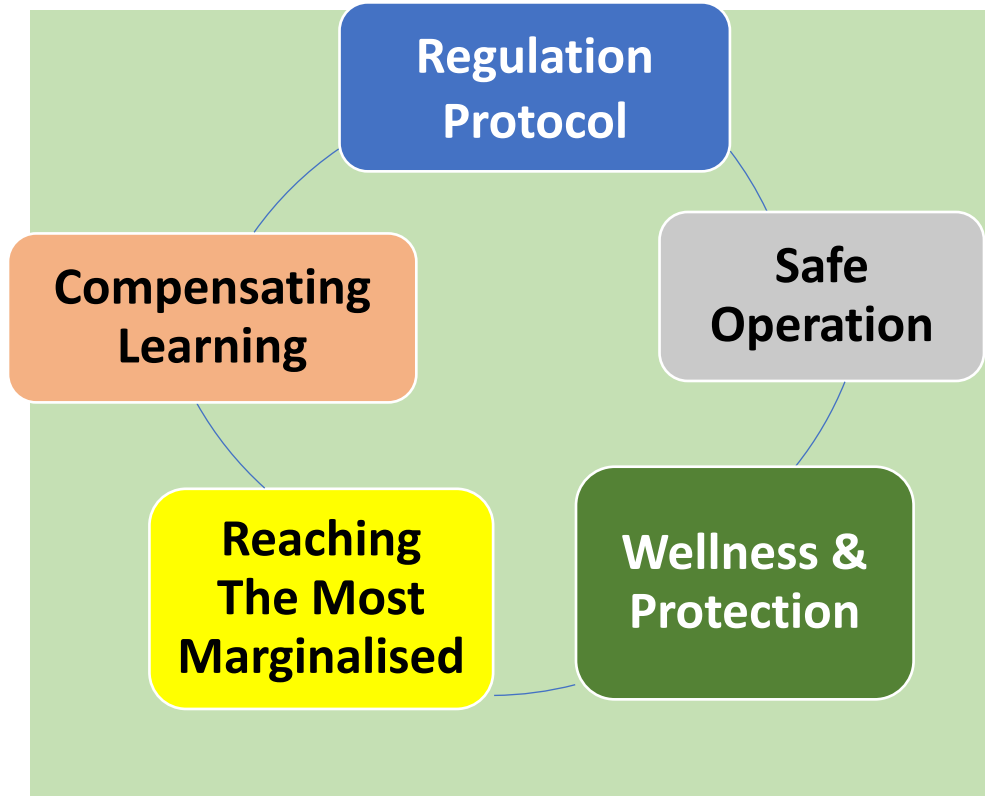 Regulation
Protocol
Safe
Operation
Wellness &
Protection
Reaching
The Most
Marginalised
Compensating
Learning